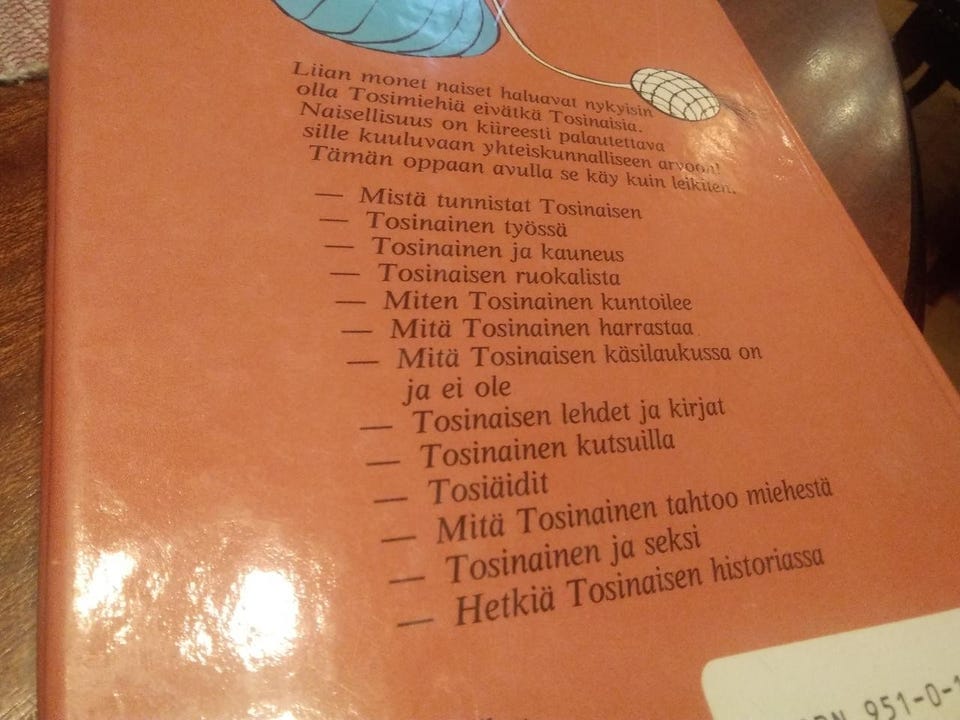 Liian monet naiset haluavat nykyisin
olla Tosimiehiä eivätkä Tosinaisia.
Naisellisuus on kiireesti palautettava
sille kuuluvaan yhteiskunnalliseen arvoon!
Tämän oppaan avulla se käy kuin leikiten.
— Mistä tunnistat Tosinaisen
— Tosinainen työssä
— Tosinainen ja kauneus
— Tosinaisen ruokalista
— Miten Tosinainen kuntoilee
— Mitä Tosinainen harrastaa
— Mitä Tosinaisen käsilaukussa on
ja ei ole
— Tosinaisen lehdet ja kirjat
— Tosinainen kutsuilla
— Tosiäidit
— Mitä Tosinainen tahtoo miehestä
— Tosinainen ja seksi
— Hetkiä Tosinaisen historiassa
951-0-1